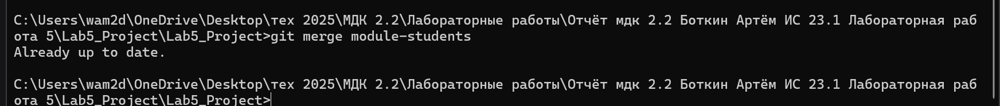 C:\Users\wam2d\OneDrive\Desktop\тех 2025\МДК 2.2\Лабораторные работы\Отчёт мдк 2.2 Боткин Артём ИС 23.1 Лабораторная раб
ота 5\Lab5_Project\Lab5_Project>git merge module-students
Already up to date.
C:\Users\wam2d\OneDrive\Desktop\тех 2025\МДК 2.2\Лабораторные работы\Отчёт мдк 2.2 Боткин Артём ИС 23.1 Лабораторная раб
ота 5\Lab5_Project\Lab5_Project>